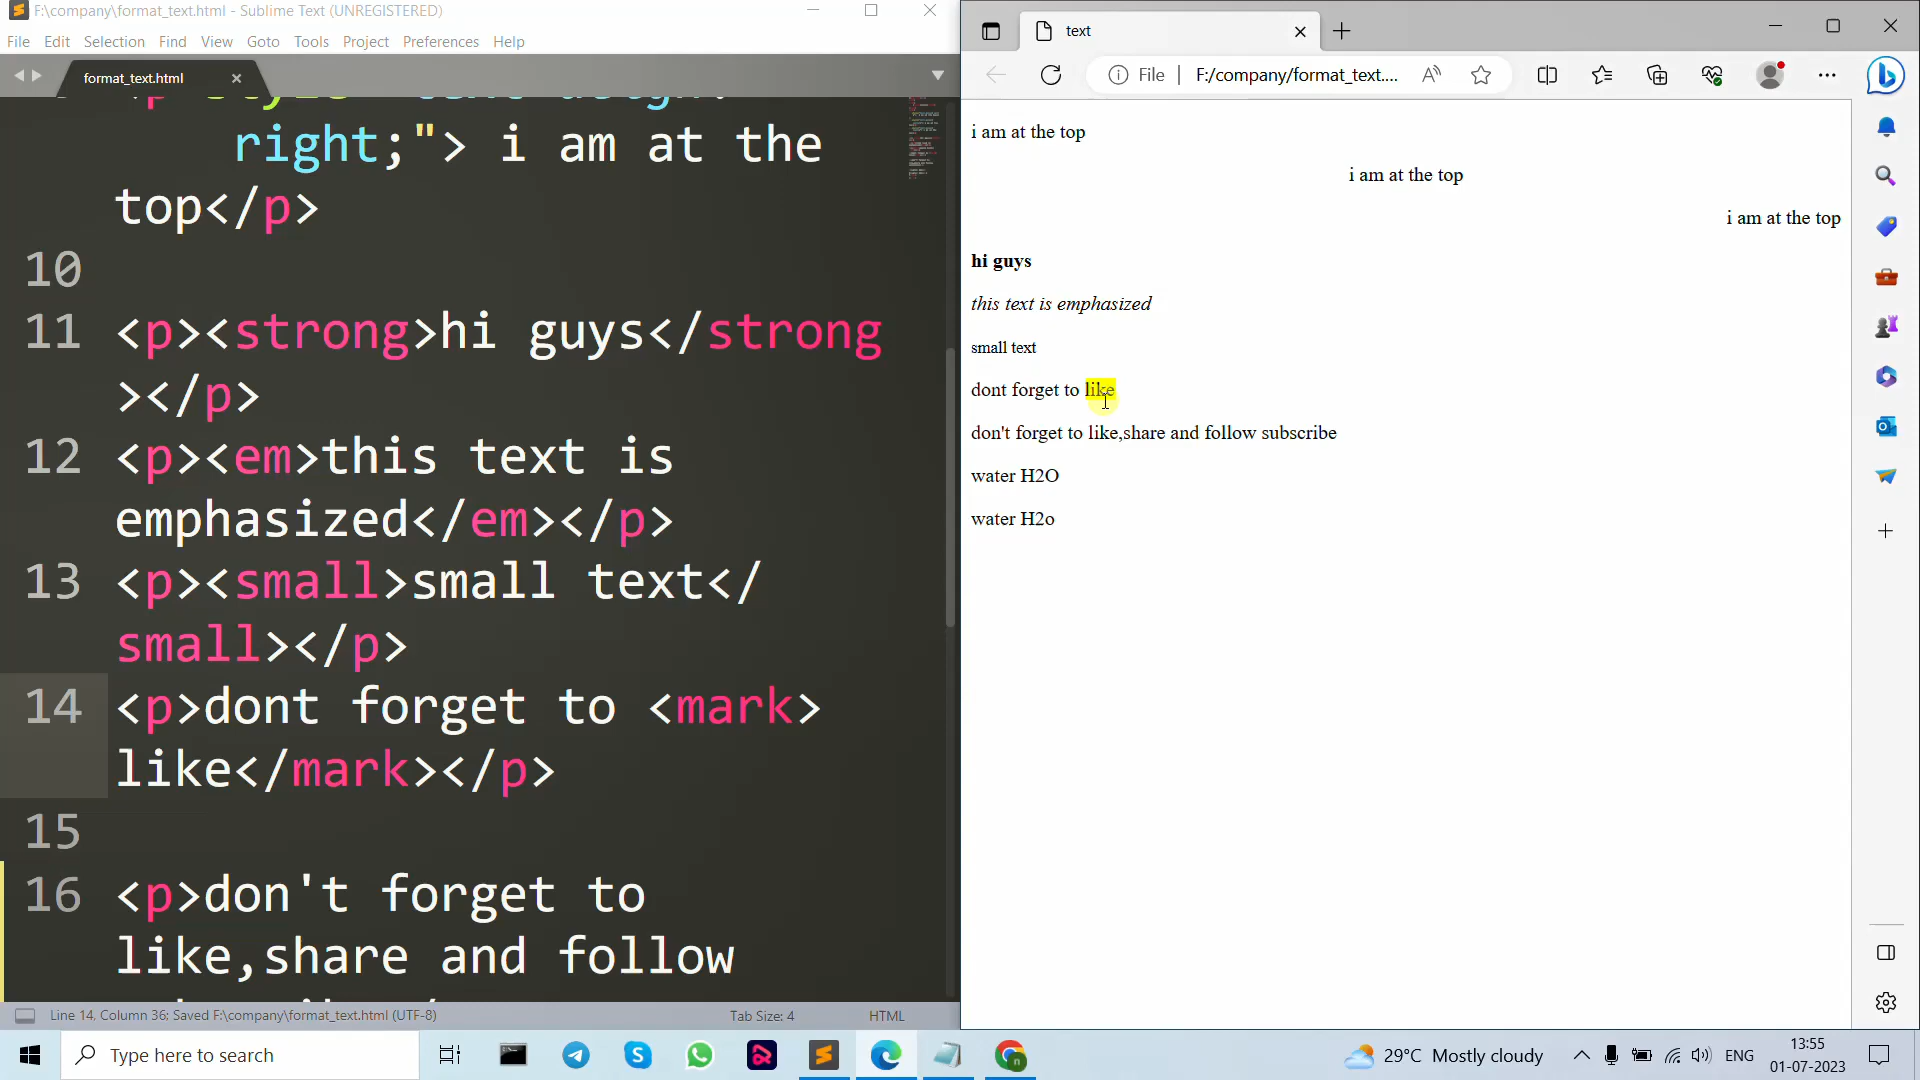 F:\company\format_text.html - Sublime Text (UNREGISTERED)
File Edit Selection Find View Goto Tools Project Preferences Help
format_text.html
right;"> i am at the
top</p>
10
11 <p><strong>hi guys</strong
></p>
12 <p><em>this text is
emphasized</em></p>
13 <p><small>small text</
small></p>
14 <p>dont forget to <mark>
like</mark></p>
15
16 <p>don't forget to
like,share and follow
Line 14, Column 36; Saved F:\company\format_text.html (UTF-8)
Tab Size: 4
HTML
text
File F:/company/format_text....
i am at the top
i am at the top
i am at the top
hi guys
this text is emphasized
small text
dont forget to like
don't forget to like,share and follow subscribe
water H2O
water H2o
Type here to search
29°C Mostly cloudy
ENG
13:55
01-07-2023